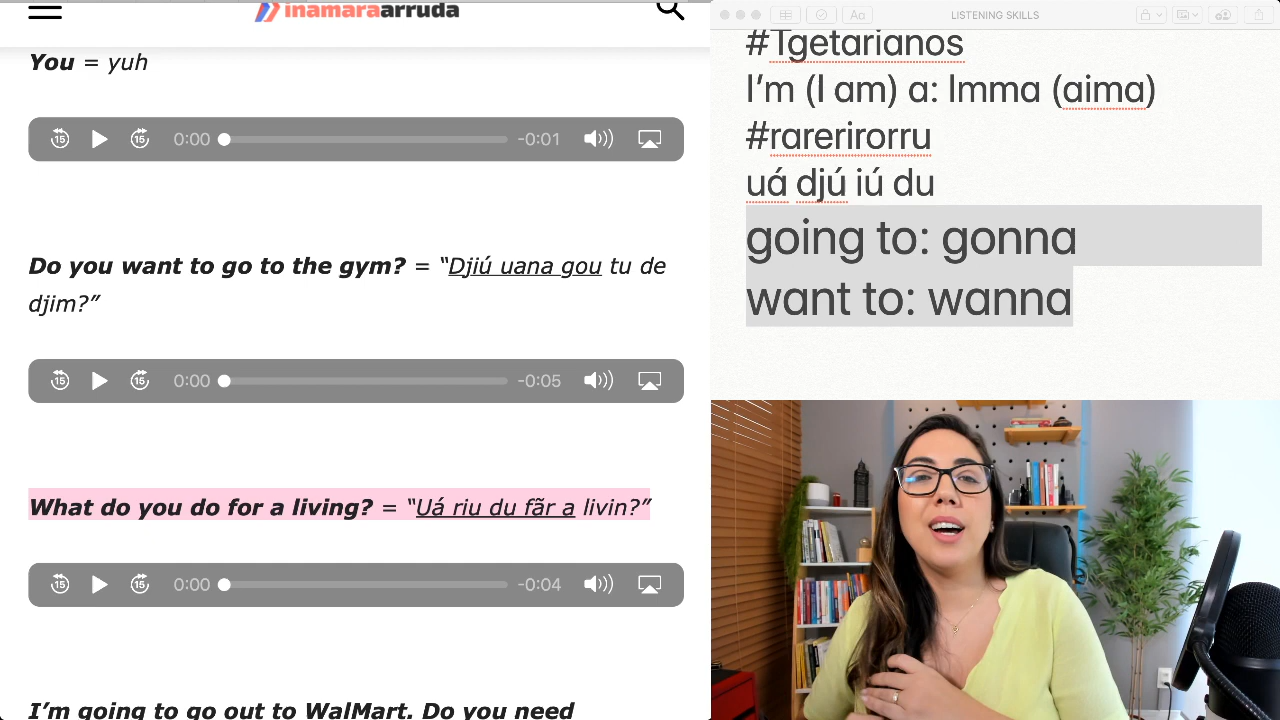 inamaraarruda
You = yuh
0:00 -0:01
Do you want to go to the gym? = “Djiú uana gou tu de
djim?”
0:00 -0:05
What do you do for a living? = “Uá riu du fãr a livin?”
0:00 -0:04
I’m going to go out to WalMart. Do you need
Aa
LISTENING SKILLS
#Tgetarianos
I’m (I am) a: Imma (aima)
#rarerirorru
uá djú iú du
going to: gonna
want to: wanna